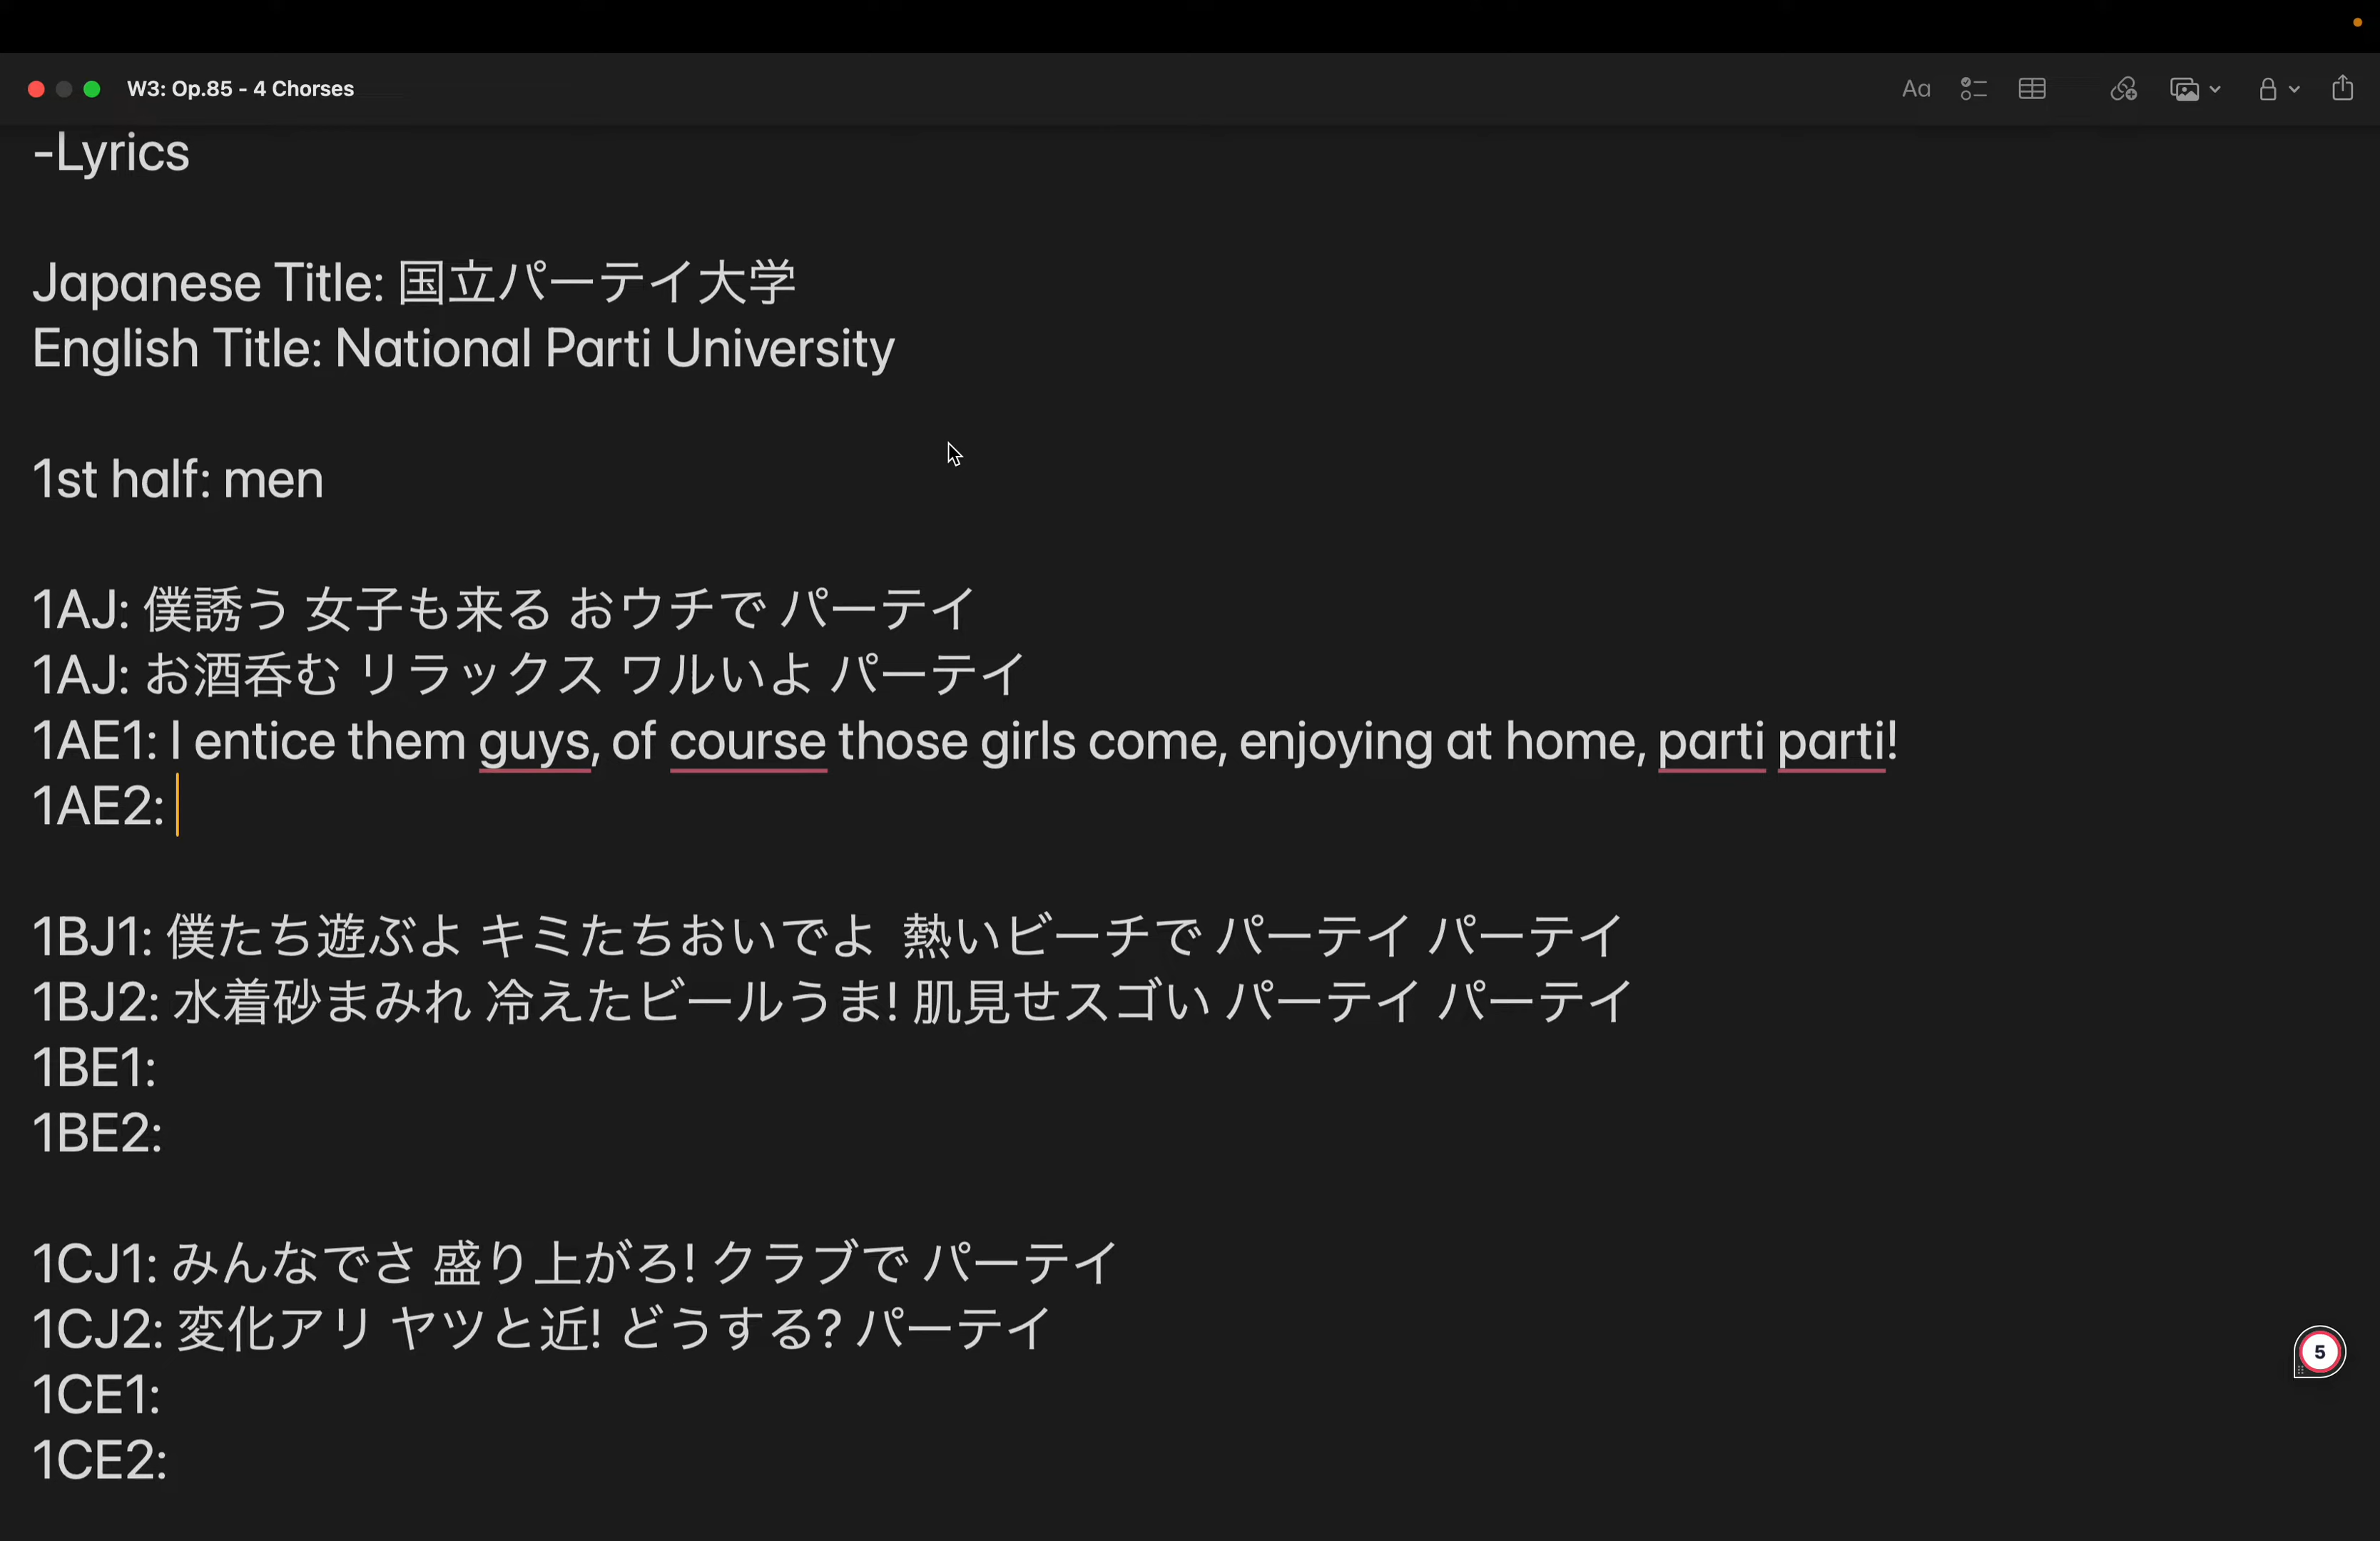 W3: Op.85 - 4 Chorses
Aa
-Lyrics
Japanese Title: 国立パーテイ大学
English Title: National Parti University
1st half: men
1AJ: 僕誘う 女子も来る おウチで パーテイ
1AJ: お酒呑む リラックス ワルいよ パーテイ
1AE1: I entice them guys, of course those girls come, enjoying at home, parti parti!
1AE2:
1BJ1: 僕たち遊ぶよ キミたちおいでよ 熱いビーチで パーテイ パーテイ
1BJ2: 水着砂まみれ 冷えたビールうま! 肌見せスゴい パーテイ パーテイ
1BE1:
1BE2:
1CJ1: みんなでさ 盛り上がろ! クラブで パーテイ
1CJ2: 変化アリ ヤツと近! どうする? パーテイ
1CE1:
5
1CE2: